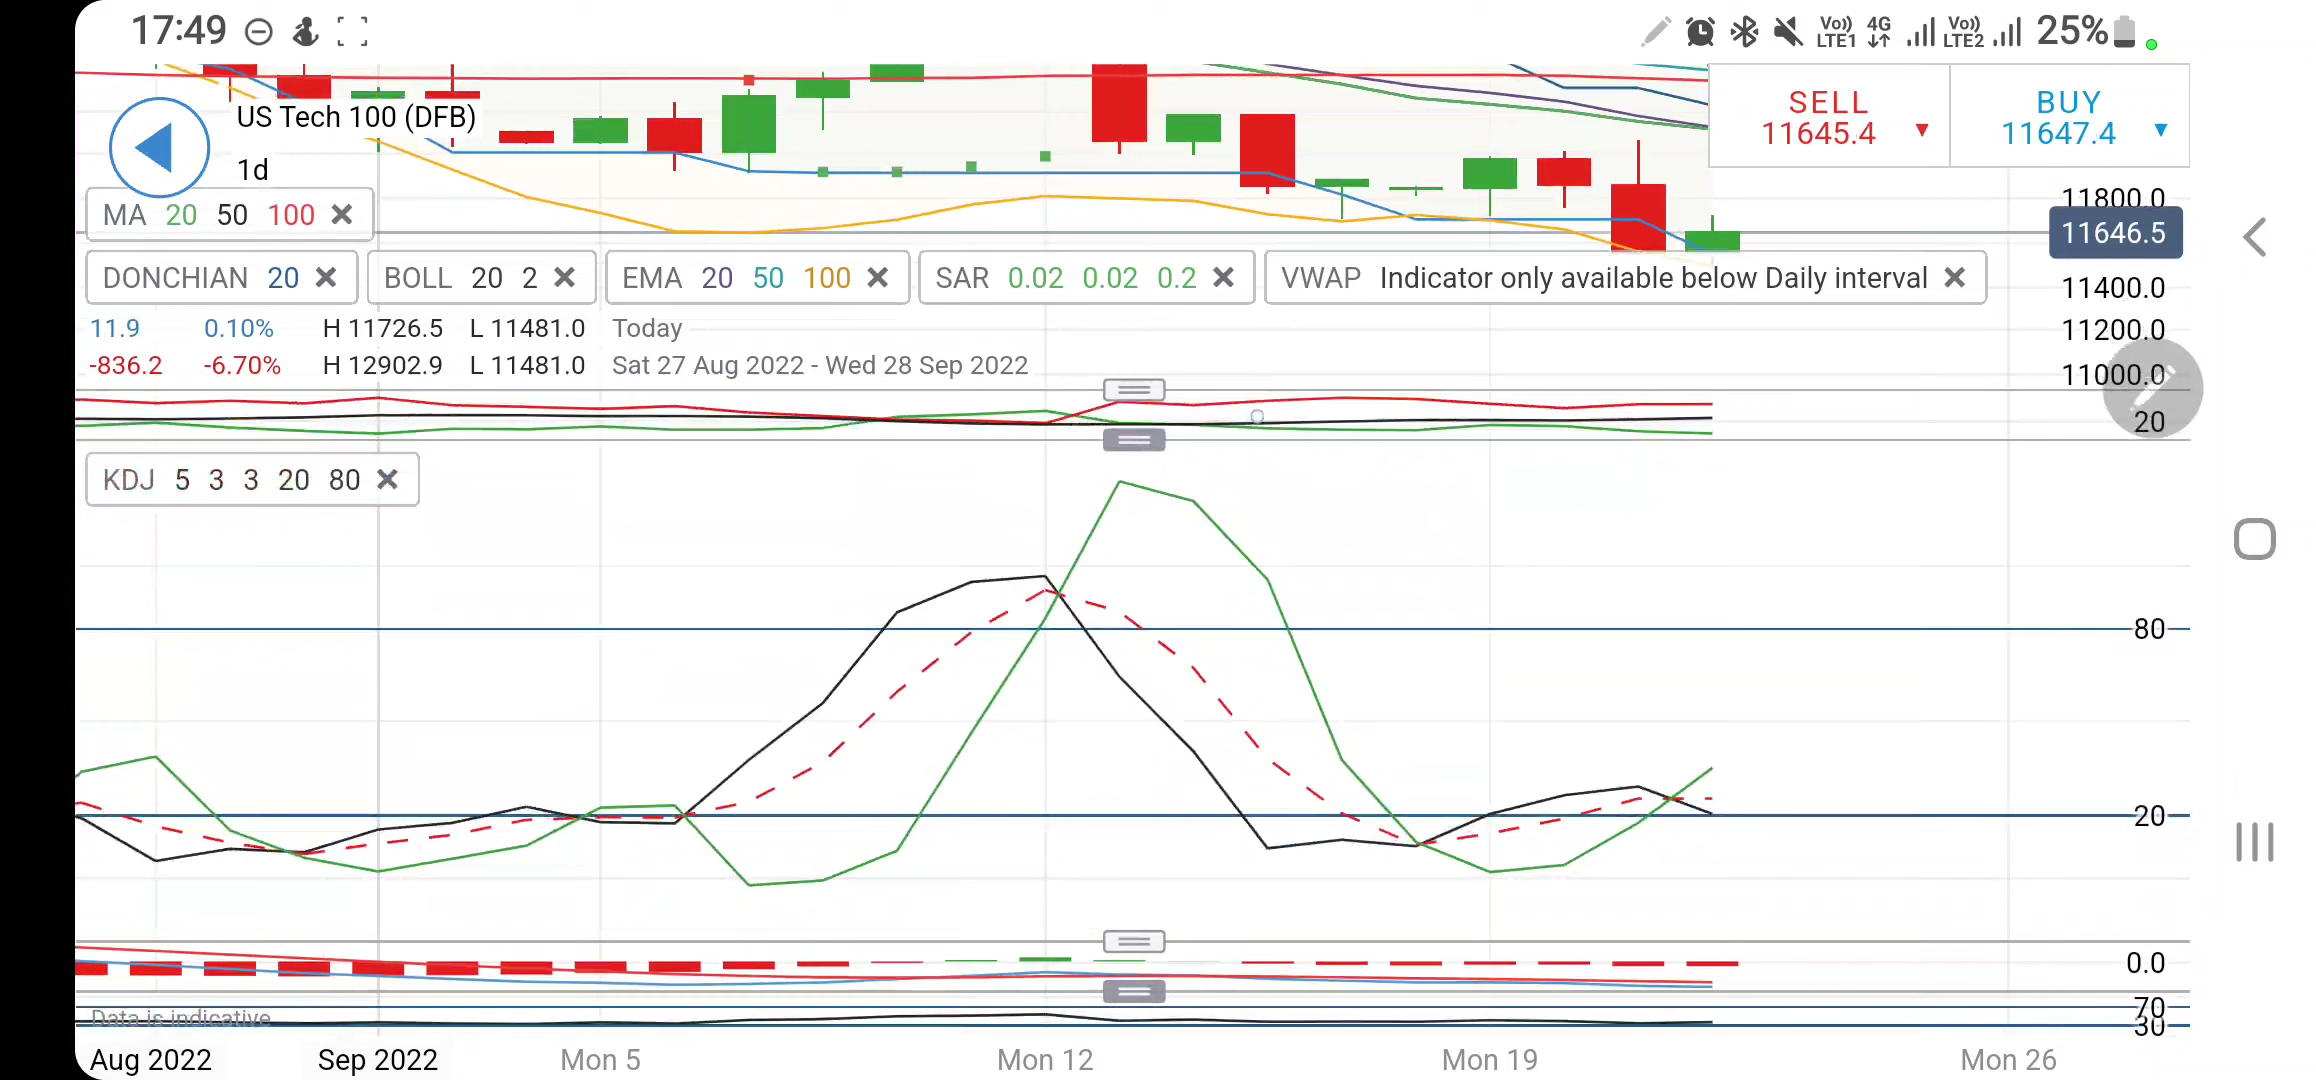 17:49
Vo)) LTE1 4G Vo)) LTE2 25%
US Tech 100 (DFB)
1d
SELL
11645.4
BUY
11647.4
MA 20 50 100
11800.0
11646.5
DONCHIAN 20
BOLL 20 2
EMA 20 50 100
SAR 0.02 0.02 0.2
VWAP Indicator only available below Daily interval
11400.0
11.9 0.10% H 11726.5 L 11481.0 Today
11200.0
-836.2 -6.70% H 12902.9 L 11481.0 Sat 27 Aug 2022 - Wed 28 Sep 2022
11000.0
20
KDJ 5 3 3 20 80
80
20
0.0
70
Data is indicative
30
Aug 2022 Sep 2022 Mon 5 Mon 12 Mon 19 Mon 26